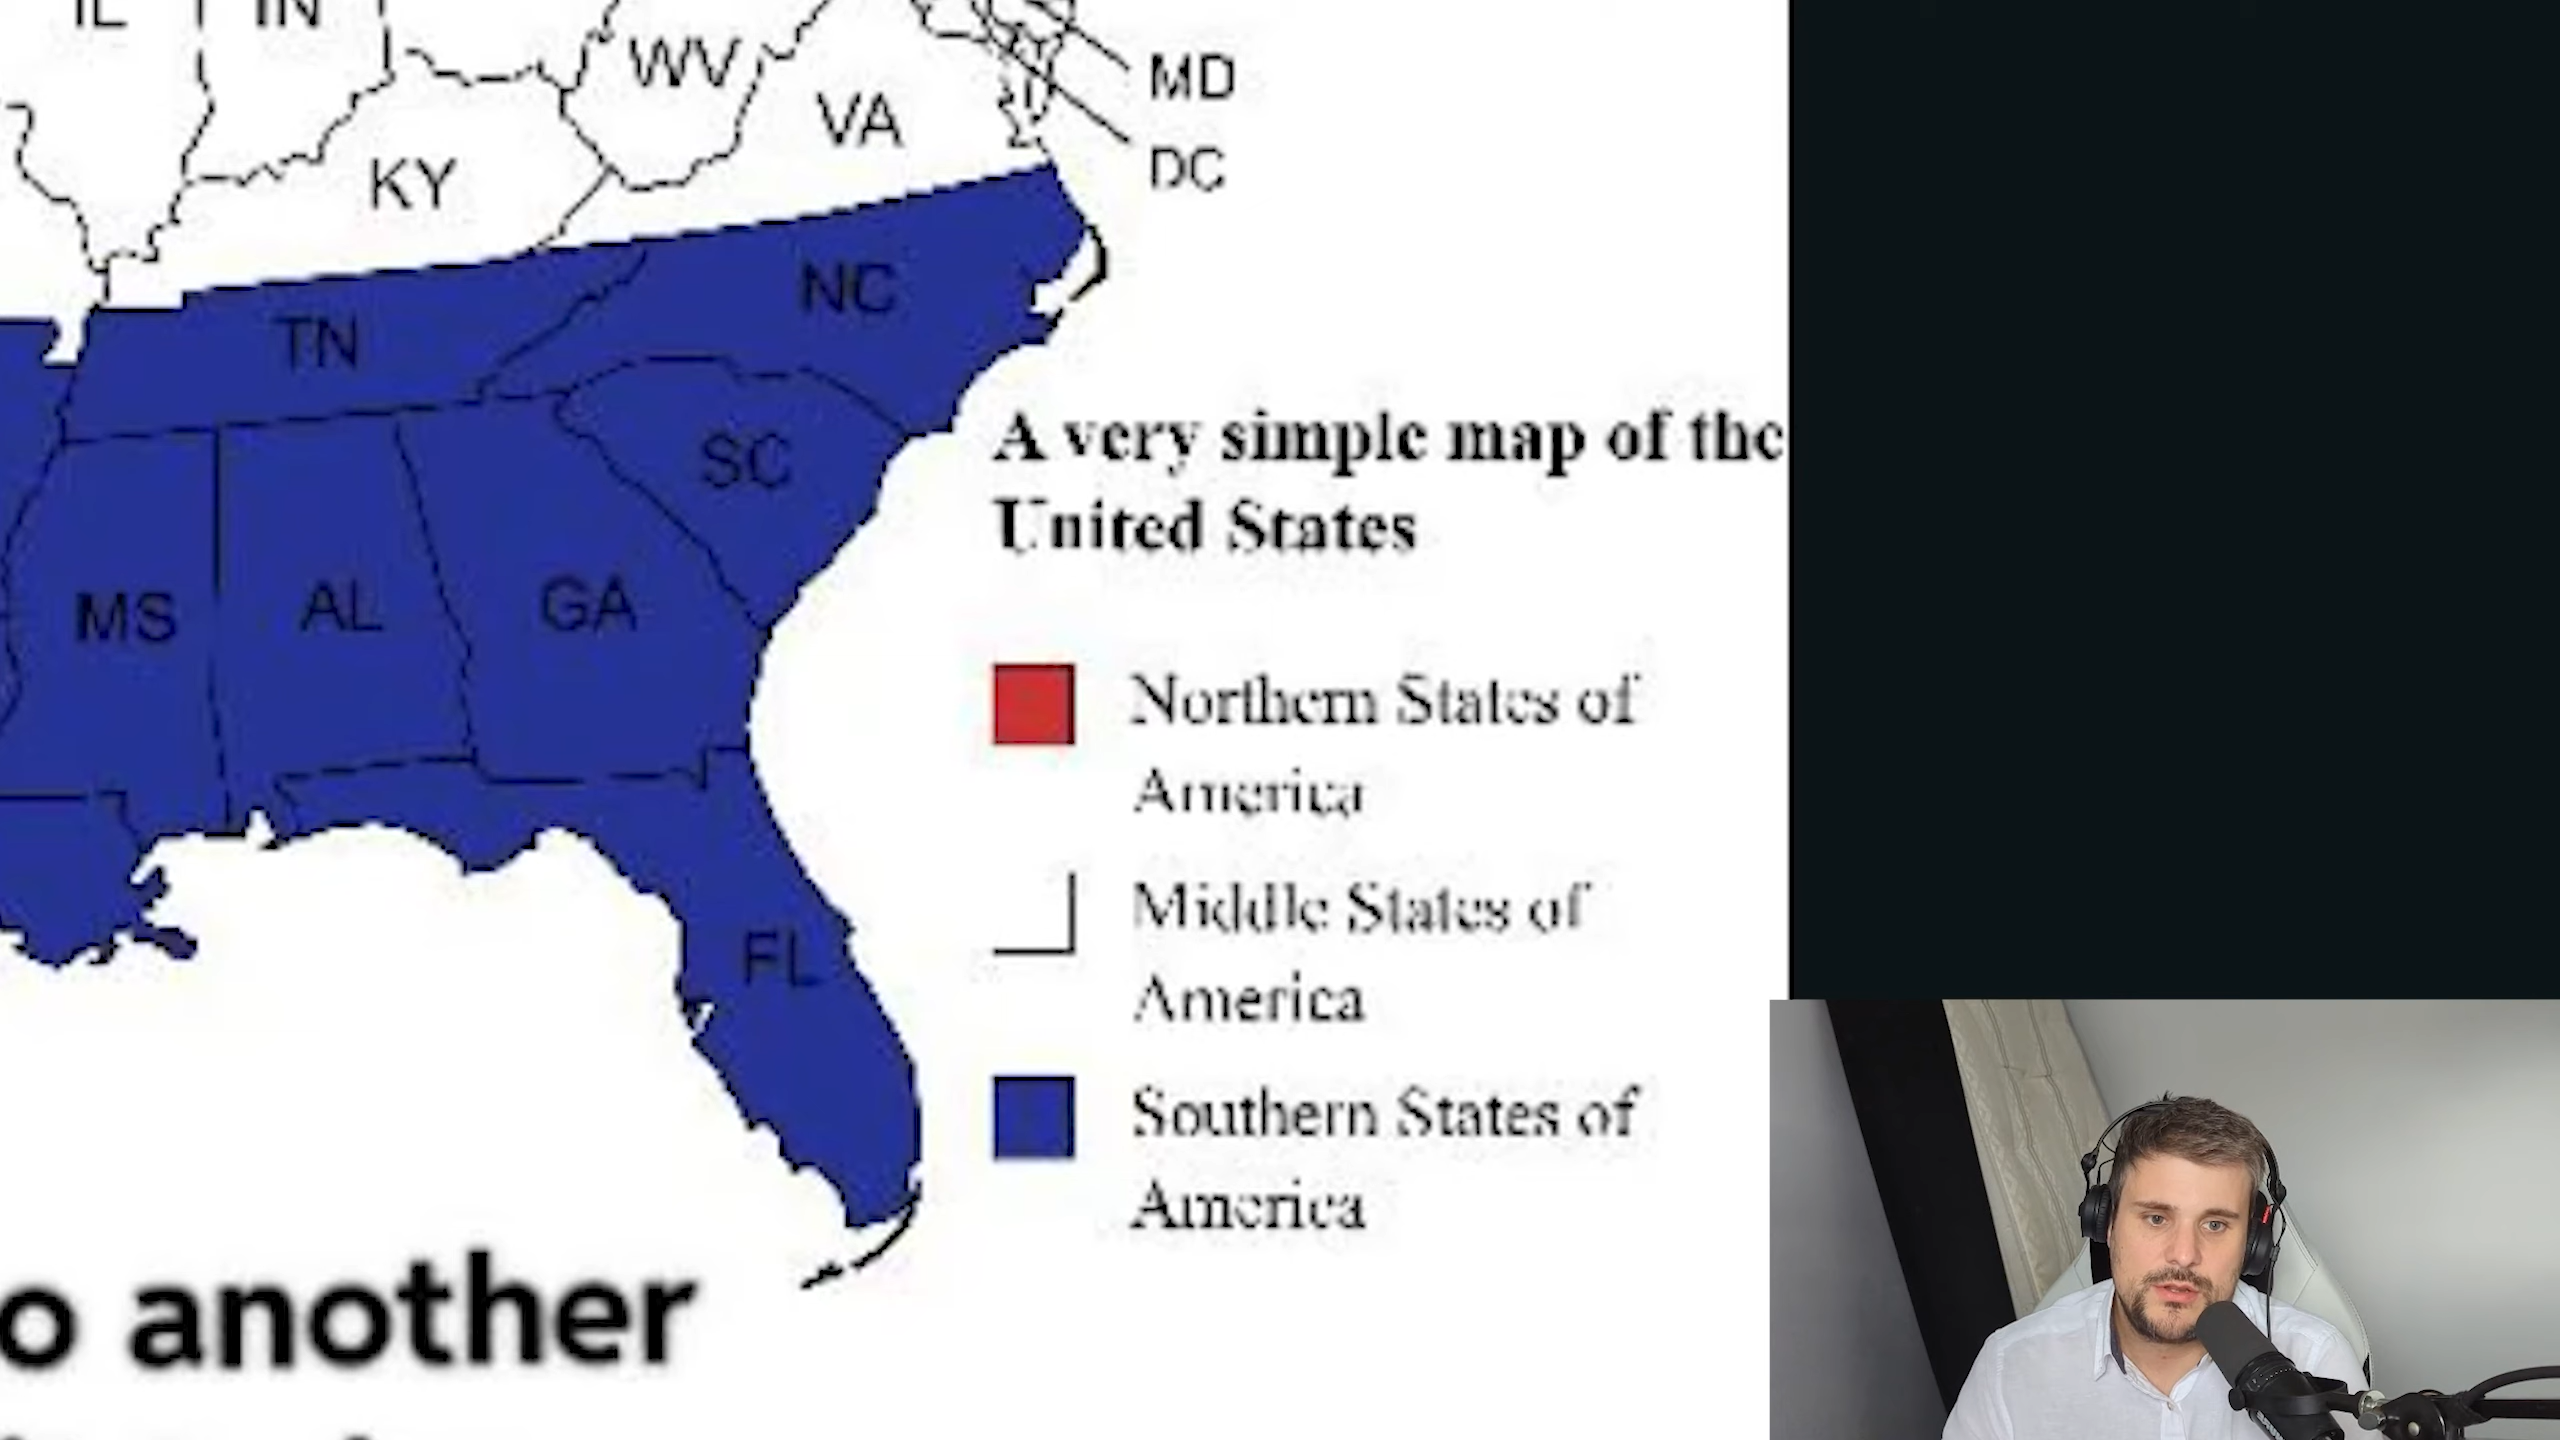 IL IN
WV
MD
VA
DC
KY
NC
TN
A very simple map of the
United States
SC
MS AL GA
Northern States of
America
Middle States of
America
FL
Southern States of
America
o another